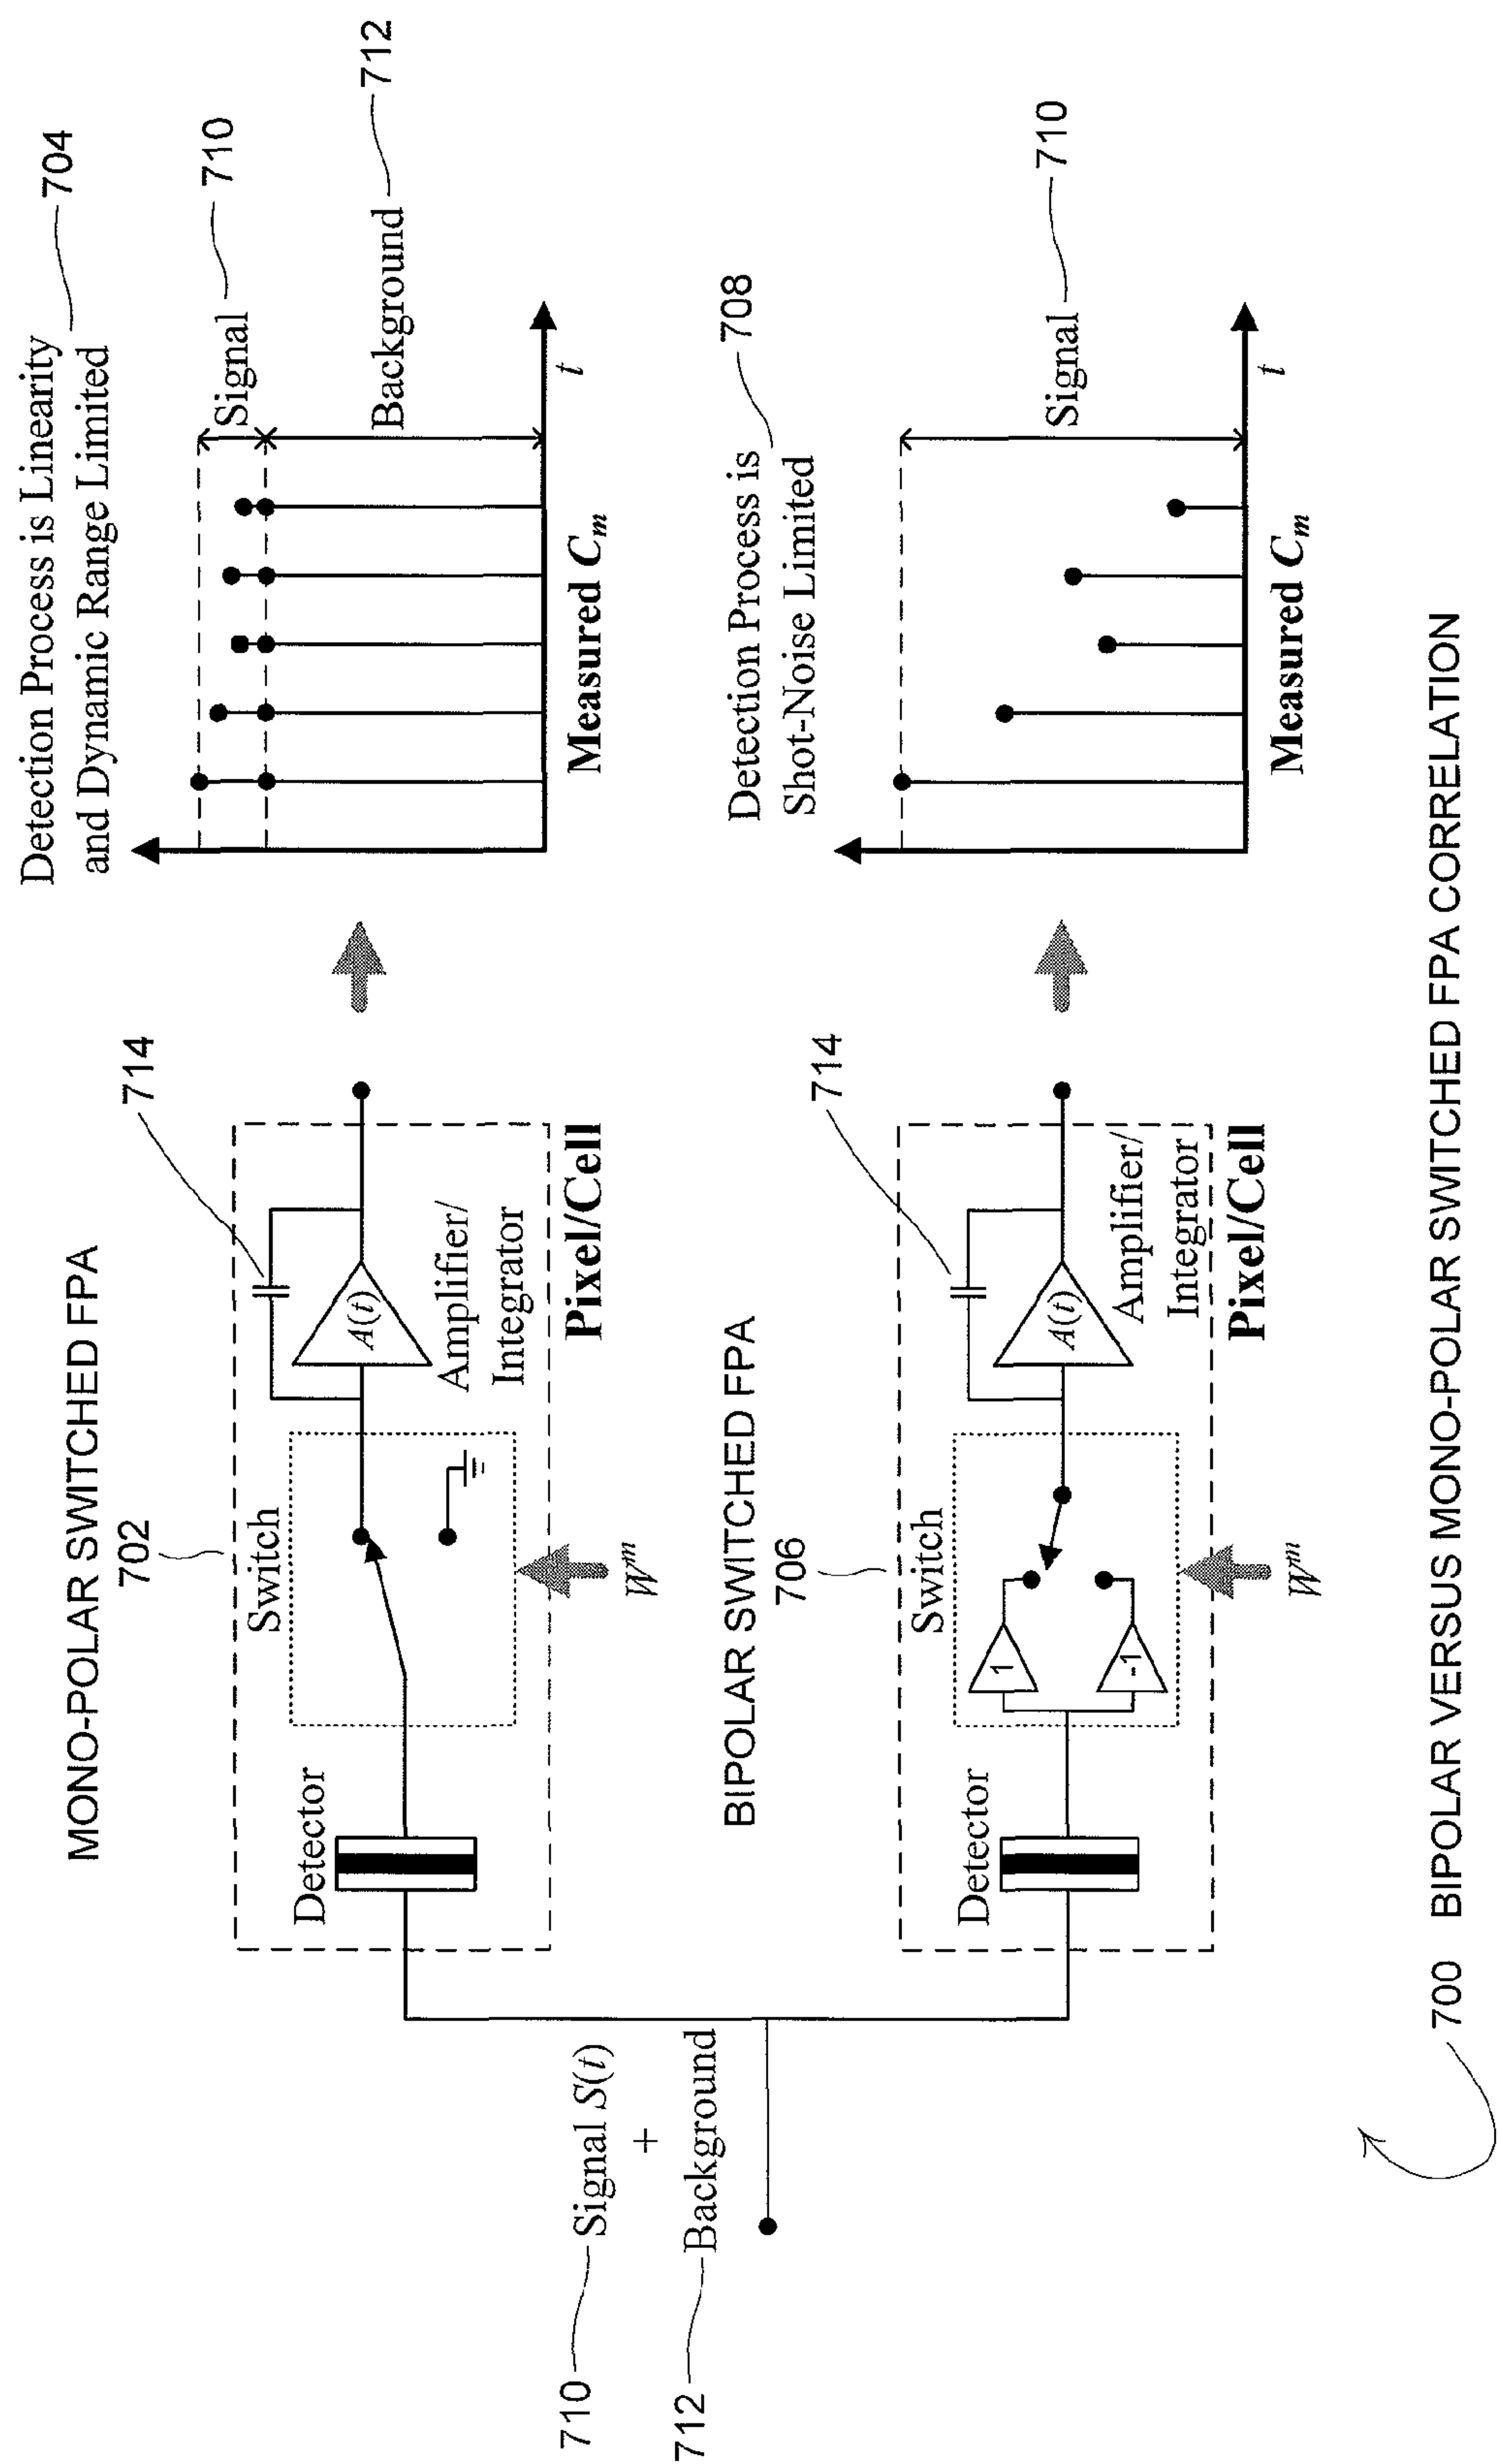 MONO-POLAR SWITCHED FPA
702
714
Detector
Switch
Amplifier/
Integrator
A(t)
Pixel/Cell
W^m
Detection Process is Linearity
and Dynamic Range Limited
704
Signal
710
Background
712
t
Measured C_m
710
Signal S(t)
+
712
Background
BIPOLAR SWITCHED FPA
706
714
Detector
Switch
1
-1
A(t)
Amplifier/
Integrator
Pixel/Cell
W^m
Detection Process is
Shot-Noise Limited
708
Signal
710
t
Measured C_m
700 BIPOLAR VERSUS MONO-POLAR SWITCHED FPA CORRELATION